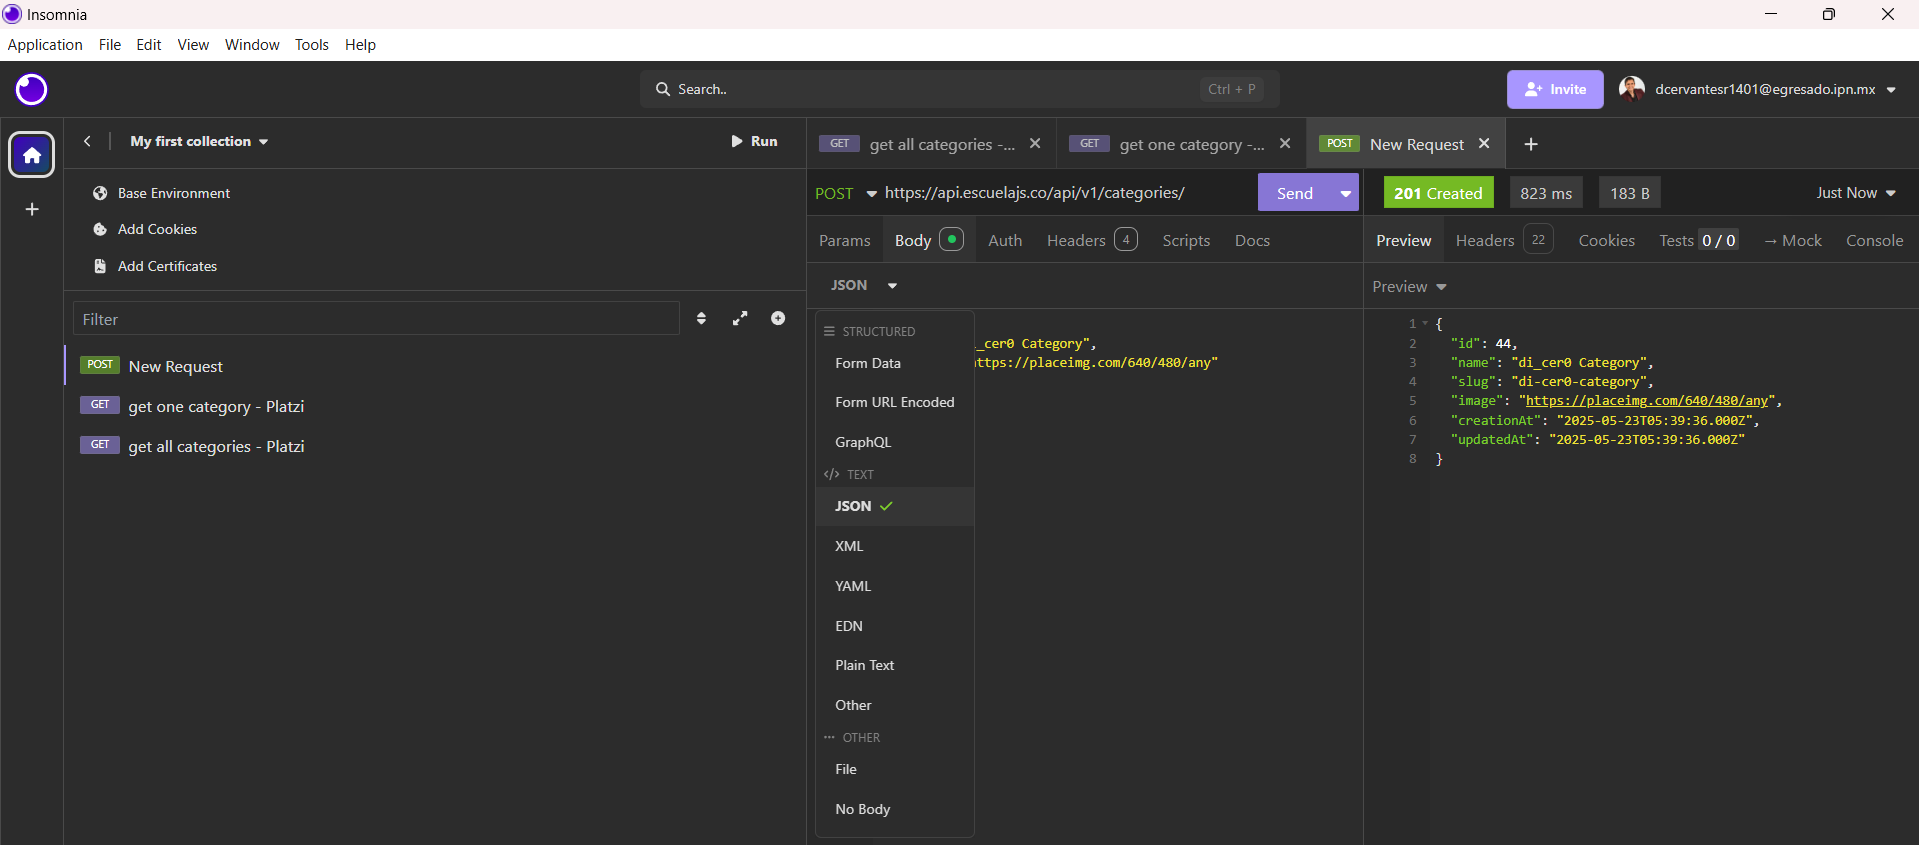 Insomnia
Application File Edit View Window Tools Help
Search.. Ctrl + P
Invite dcervantesr1401@egresado.ipn.mx
My first collection Run
GET get all categories -... GET get one category -... POST New Request
Base Environment
Add Cookies
Add Certificates
Filter
POST New Request
GET get one category - Platzi
GET get all categories - Platzi
POST https://api.escuelajs.co/api/v1/categories/ Send
Params Body Auth Headers 4 Scripts Docs
JSON
STRUCTURED
Form Data
Form URL Encoded
GraphQL
TEXT
JSON
XML
YAML
EDN
Plain Text
Other
OTHER
File
No Body
_cer0 Category",
ttps://placeimg.com/640/480/any"
201 Created 823 ms 183 B Just Now
Preview Headers 22 Cookies Tests 0 / 0 → Mock Console
Preview
1 {
2 "id": 44,
3 "name": "di_cer0 Category",
4 "slug": "di-cer0-category",
5 "image": "https://placeimg.com/640/480/any",
6 "creationAt": "2025-05-23T05:39:36.000Z",
7 "updatedAt": "2025-05-23T05:39:36.000Z"
8 }